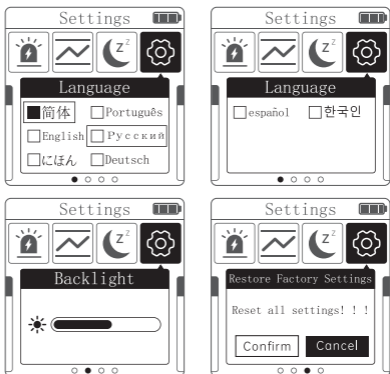 Settings
Z z
Language
简体 Português
English Русский
にほん Deutsch
Settings
Z z
Language
español 한국인
Settings
Z z
Backlight
Settings
Z z
Restore Factory Settings
Reset all settings! ! !
Confirm Cancel